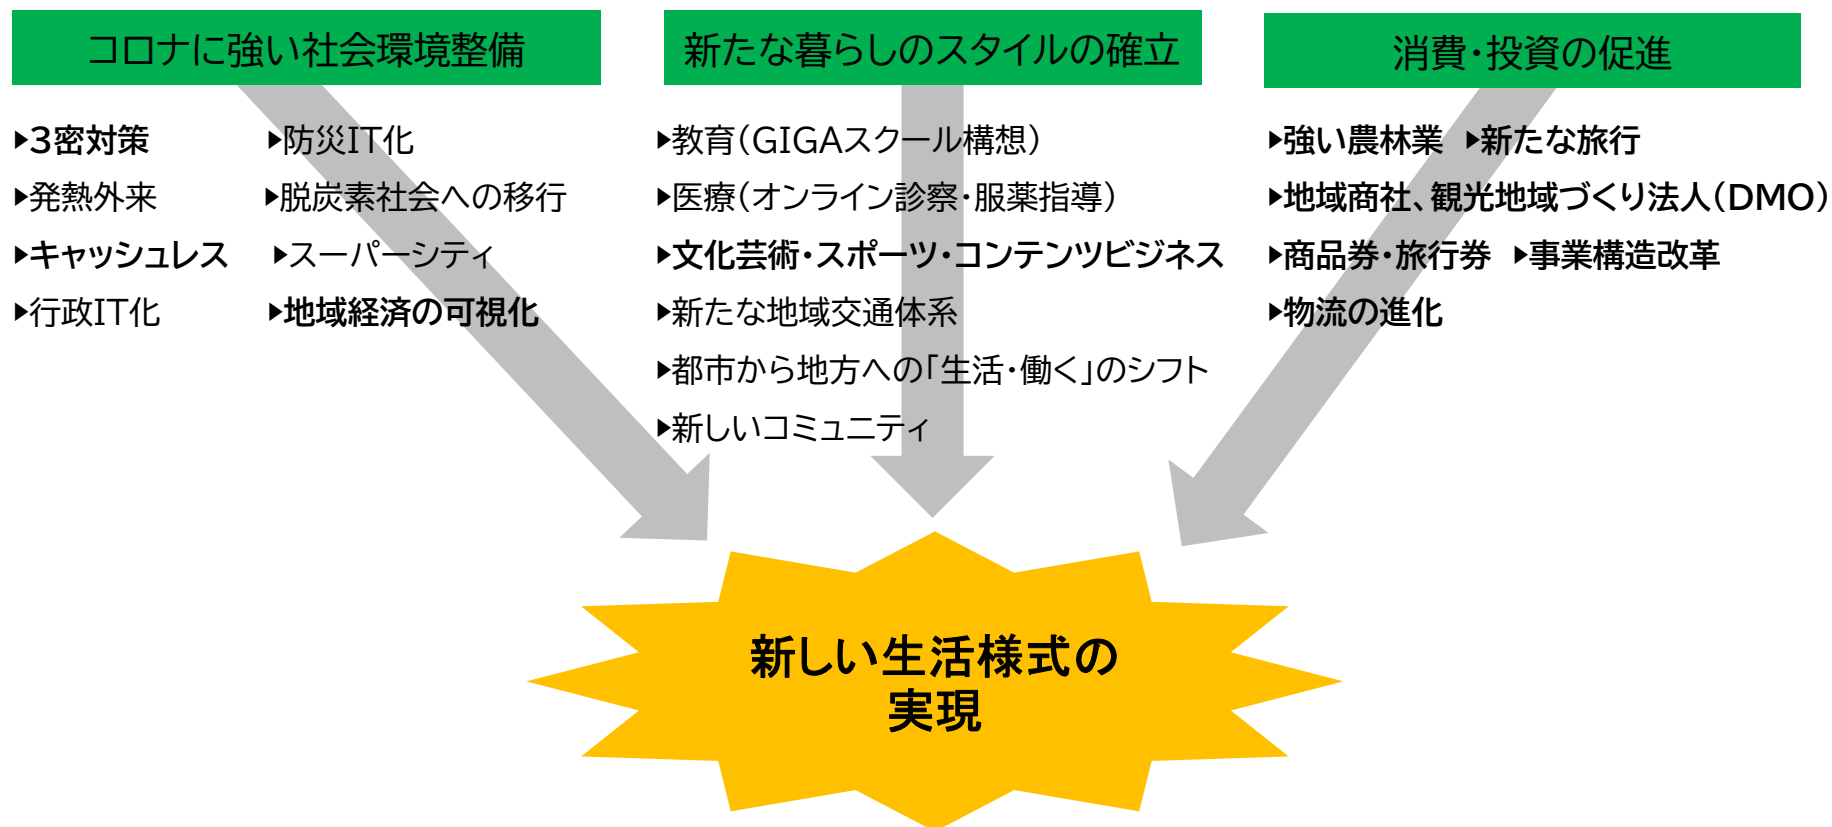 コロナに強い社会環境整備
▶3密対策 ▶防災IT化
▶発熱外来 ▶脱炭素社会への移行
▶キャッシュレス ▶スーパーシティ
▶行政IT化 ▶地域経済の可視化
新たな暮らしのスタイルの確立
▶教育(GIGAスクール構想)
▶医療(オンライン診察・服薬指導)
▶文化芸術・スポーツ・コンテンツビジネス
▶新たな地域交通体系
▶都市から地方への「生活・働く」のシフト
▶新しいコミュニティ
消費・投資の促進
▶強い農林業 ▶新たな旅行
▶地域商社、観光地域づくり法人(DMO)
▶商品券・旅行券 ▶事業構造改革
▶物流の進化
新しい生活様式の
実現